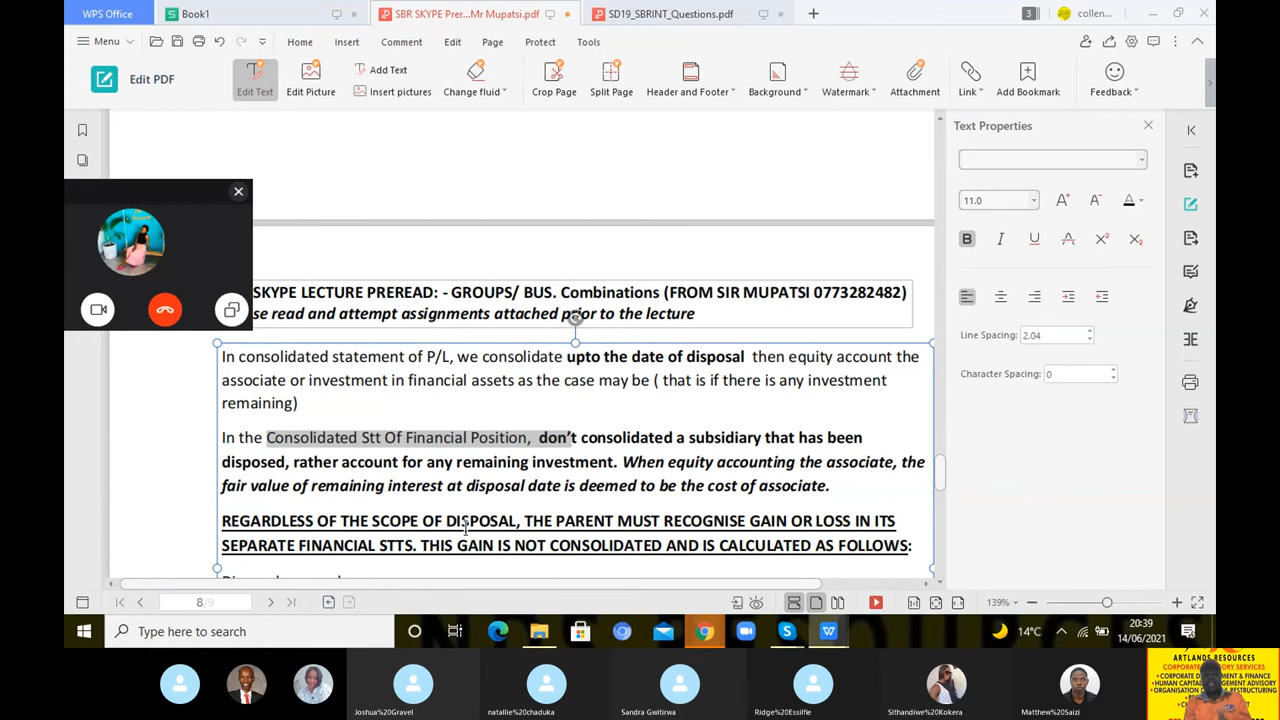 WPS Office
Book1
SBR SKYPE Prer...Mr Mupatsi.pdf
SD19_SBRINT_Questions.pdf
3
collen...
Menu
Home
Insert
Comment
Edit
Page
Protect
Tools
Edit PDF
Edit Text
Edit Picture
Add Text
Insert pictures
Change fluid
Crop Page
Split Page
Header and Footer
Background
Watermark
Attachment
Link
Add Bookmark
Feedback
Text Properties
11.0
Line Spacing: 2.04
Character Spacing: 0
SKYPE LECTURE PREREAD: - GROUPS/ BUS. Combinations (FROM SIR MUPATSI 0773282482)
se read and attempt assignments attached prior to the lecture
In consolidated statement of P/L, we consolidate upto the date of disposal then equity account the
associate or investment in financial assets as the case may be ( that is if there is any investment
remaining)
In the Consolidated Stt Of Financial Position, don't consolidated a subsidiary that has been
disposed, rather account for any remaining investment. When equity accounting the associate, the
fair value of remaining interest at disposal date is deemed to be the cost of associate.
REGARDLESS OF THE SCOPE OF DISPOSAL, THE PARENT MUST RECOGNISE GAIN OR LOSS IN ITS
SEPARATE FINANCIAL STTS. THIS GAIN IS NOT CONSOLIDATED AND IS CALCULATED AS FOLLOWS:
8/9
139%
Type here to search
14°C
20:39
14/06/2021
Joshua%20Gravel
natallie%20chaduka
Sandra Gwitirwa
Ridge%20Essilfie
Sithandiwe%20Kokera
Matthew%20Saizi
ARTLANDS RESOURCES